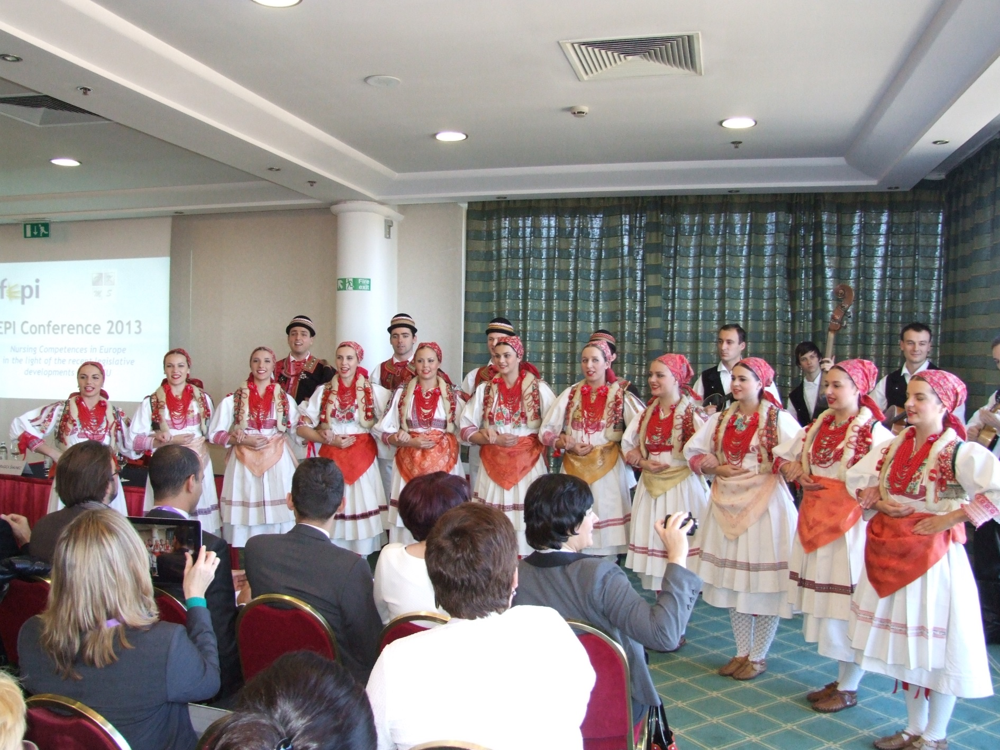 fepi
EPI Conference 2013
Nursing Competences in Europe
in the light of the recent legislative
developments
Fire
exit